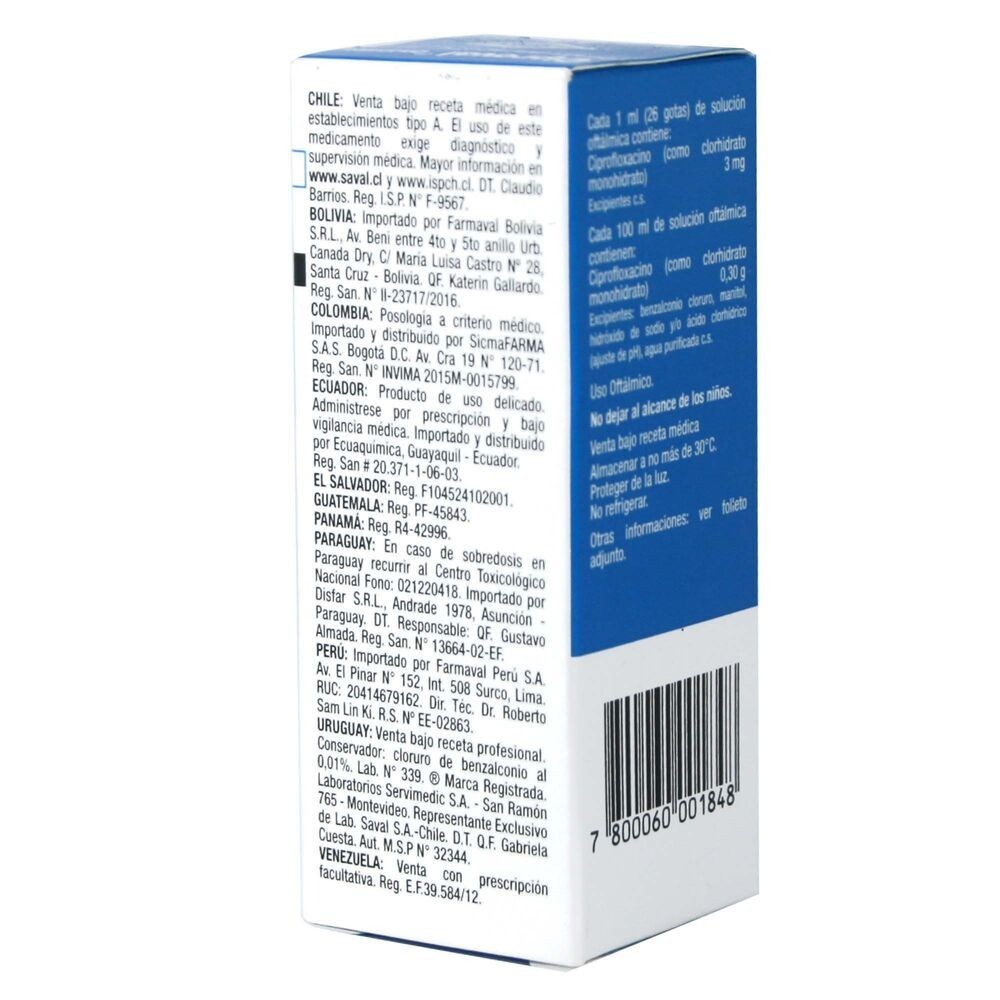 CHILE: Venta bajo receta médica en
establecimientos tipo A. El uso de este
medicamento exige diagnóstico y
supervisión médica. Mayor información en
www.saval.cl y www.ispch.cl. DT. Claudio
Barrios. Reg. I.S.P. N° F-9567.
BOLIVIA: Importado por Farmaval Bolivia
S.R.L., Av. Beni entre 4to y 5to anillo Urb.
Canada Dry, C/ Maria Luisa Castro N° 28,
Santa Cruz - Bolivia. QF. Katerin Gallardo.
Reg. San. N° II-23717/2016.
COLOMBIA: Posología a criterio médico.
Importado y distribuido por SicmaFARMA
S.A.S. Bogotá D.C. Av. Cra 19 N° 120-71.
Reg. San. N° INVIMA 2015M-0015799.
ECUADOR: Producto de uso delicado.
Adminístrese por prescripción y bajo
vigilancia médica. Importado y distribuido
por Ecuaquímica, Guayaquil - Ecuador.
Reg. San # 20.371-1-06-03.
EL SALVADOR: Reg. F104524102001.
GUATEMALA: Reg. PF-45843.
PANAMÁ: Reg. R4-42996.
PARAGUAY: En caso de sobredosis en
Paraguay recurrir al Centro Toxicológico
Nacional Fono: 021220418. Importado por
Disfar S.R.L., Andrade 1978, Asunción -
Paraguay. DT. Responsable: QF. Gustavo
Almada. Reg. San. N° 13664-02-EF.
PERÚ: Importado por Farmaval Perú S.A.
Av. El Pinar N° 152, Int. 508 Surco, Lima.
RUC: 20414679162. Dir. Téc. Dr. Roberto
Sam Lin Ki. R.S. N° EE-02863.
URUGUAY: Venta bajo receta profesional.
Conservador: cloruro de benzalconio al
0,01%. Lab. N° 339. ® Marca Registrada.
Laboratorios Servimedic S.A. - San Ramón
765 - Montevideo. Representante Exclusivo
de Lab. Saval S.A.-Chile. D.T. Q.F. Gabriela
Cuesta. Aut. M.S.P N° 32344.
VENEZUELA: Venta con prescripción
facultativa. Reg. E.F.39.584/12.
Cada 1 ml (26 gotas) de solución
oftálmica contiene:
Ciprofloxacino (como clorhidrato
monohidrato) 3 mg
Excipientes c.s.
Cada 100 ml de solución oftálmica
contienen:
Ciprofloxacino (como clorhidrato
monohidrato) 0,30 g
Excipientes: benzalconio cloruro, manitol,
hidróxido de sodio y/o ácido clorhídrico
(ajuste de pH), agua purificada c.s.
Uso Oftálmico.
No dejar al alcance de los niños.
Venta bajo receta médica
Almacenar a no más de 30°C.
Proteger de la luz.
No refrigerar.
Otras informaciones: ver folleto
adjunto.
7 800060 001848